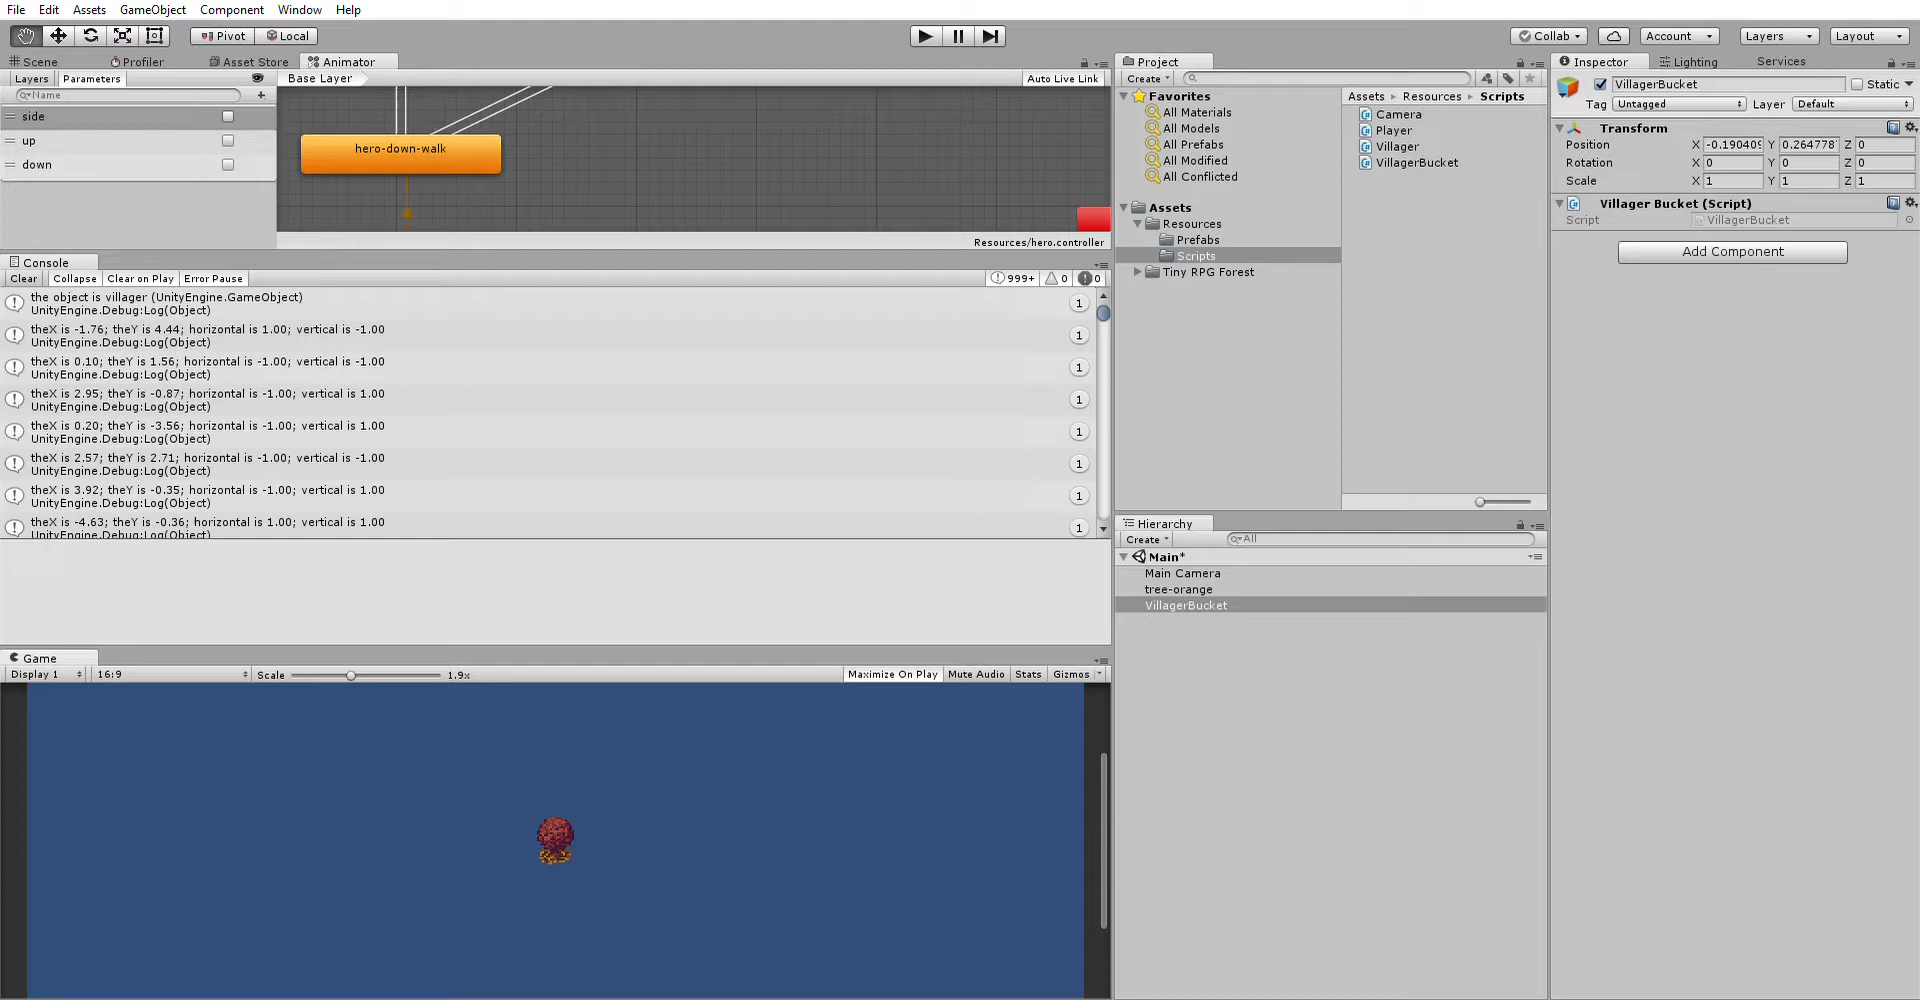 File Edit Assets GameObject Component Window Help
Pivot Local Collab Account Layers Layout
Scene Profiler Asset Store Animator
Layers Parameters Base Layer Auto Live Link
Name
side
up
down
hero-down-walk
Resources/hero.controller
Console
Clear Collapse Clear on Play Error Pause 999+ 0 0
the object is villager (UnityEngine.GameObject)
UnityEngine.Debug:Log(Object)
1
theX is -1.76; theY is 4.44; horizontal is 1.00; vertical is -1.00
UnityEngine.Debug:Log(Object)
1
theX is 0.10; theY is 1.56; horizontal is -1.00; vertical is -1.00
UnityEngine.Debug:Log(Object)
1
theX is 2.95; theY is -0.87; horizontal is -1.00; vertical is 1.00
UnityEngine.Debug:Log(Object)
1
theX is 0.20; theY is -3.56; horizontal is -1.00; vertical is 1.00
UnityEngine.Debug:Log(Object)
1
theX is 2.57; theY is 2.71; horizontal is -1.00; vertical is -1.00
UnityEngine.Debug:Log(Object)
1
theX is 3.92; theY is -0.35; horizontal is -1.00; vertical is 1.00
UnityEngine.Debug:Log(Object)
1
theX is -4.63; theY is -0.36; horizontal is 1.00; vertical is 1.00
UnityEngine.Debug:Log(Object)
1
Game
Display 1 16:9 Scale 1.9x Maximize On Play Mute Audio Stats Gizmos
Project
Create
Favorites
All Materials
All Models
All Prefabs
All Modified
All Conflicted
Assets
Resources
Prefabs
Scripts
Tiny RPG Forest
Assets Resources Scripts
Camera
Player
Villager
VillagerBucket
Hierarchy
Create All
Main*
Main Camera
tree-orange
VillagerBucket
Inspector Lighting Services
VillagerBucket Static
Tag Untagged Layer Default
Transform
Position X -0.190409 Y 0.264778 Z 0
Rotation X 0 Y 0 Z 0
Scale X 1 Y 1 Z 1
Villager Bucket (Script)
Script VillagerBucket
Add Component